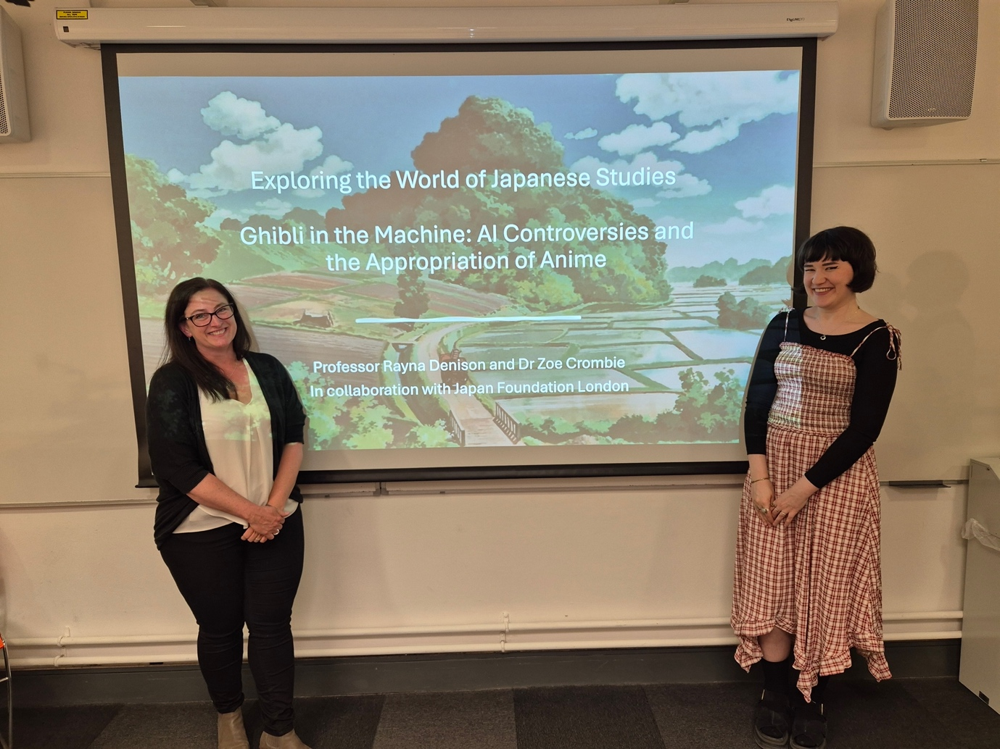 Exploring the World of Japanese Studies
Ghibli in the Machine: AI Controversies and
the Appropriation of Anime
Professor Rayna Denison and Dr Zoe Crombie
In collaboration with Japan Foundation London